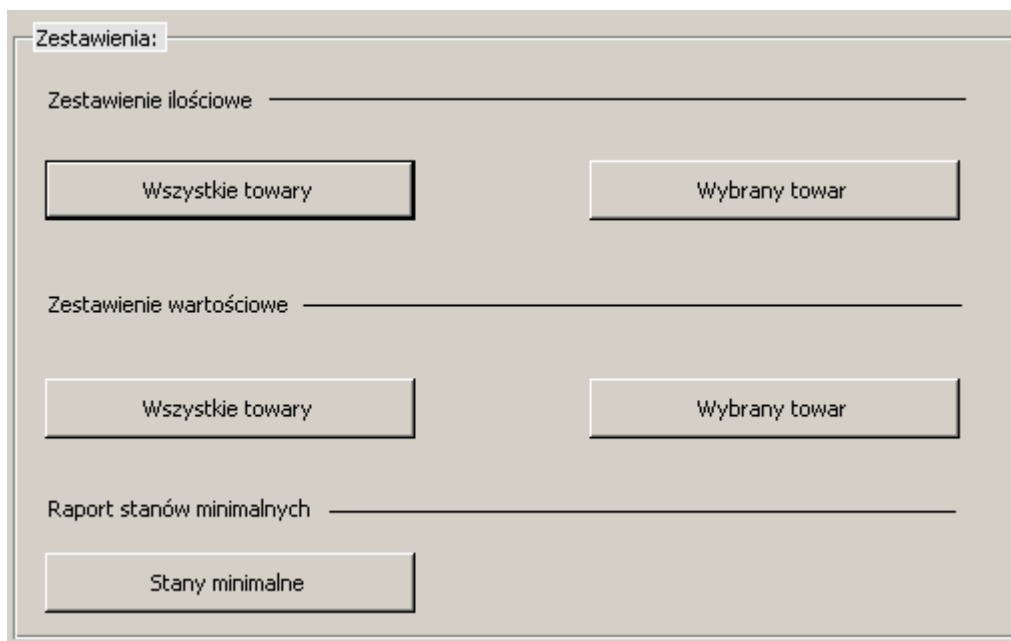 Zestawienia:
Zestawienie ilościowe
Wszystkie towary
Wybrany towar
Zestawienie wartościowe
Wszystkie towary
Wybrany towar
Raport stanów minimalnych
Stany minimalne